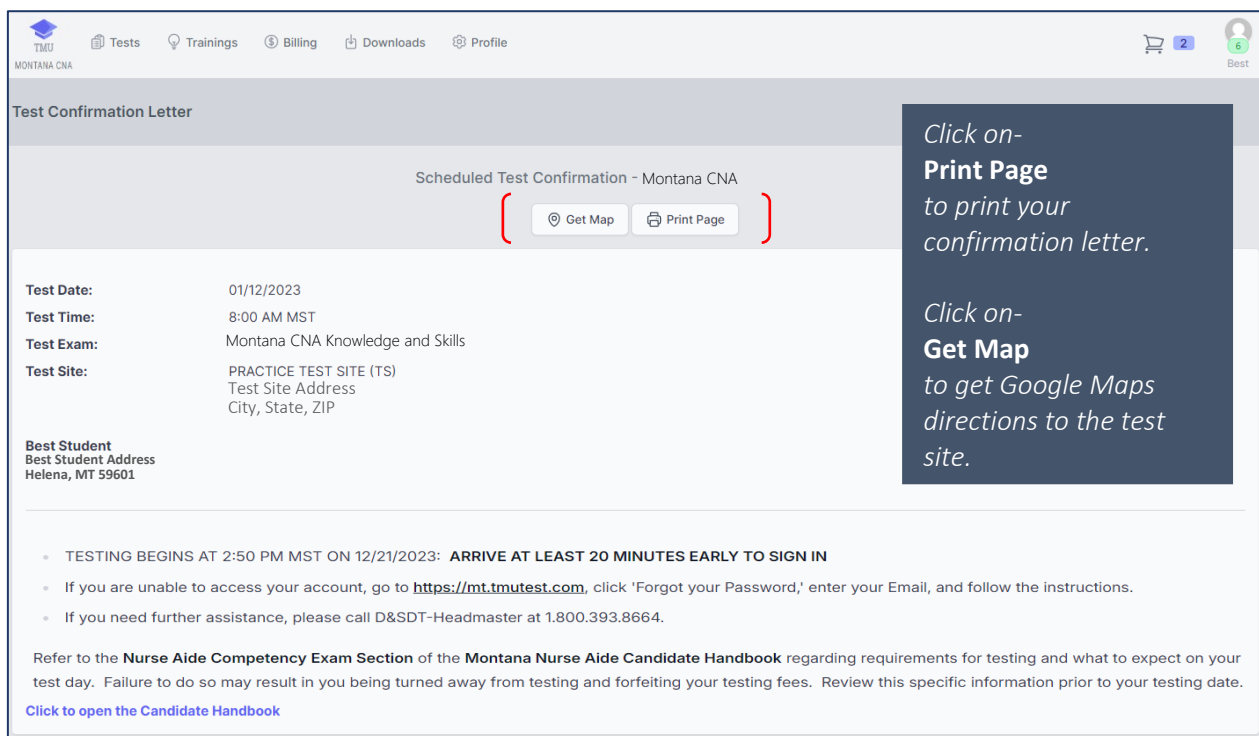 TMU
MONTANA CNA
Tests
Trainings
Billing
Downloads
Profile
2
6
Best
Test Confirmation Letter
Scheduled Test Confirmation - Montana CNA
Get Map
Print Page
Click on-
Print Page
to print your
confirmation letter.
Click on-
Get Map
to get Google Maps
directions to the test
site.
Test Date: 01/12/2023
Test Time: 8:00 AM MST
Test Exam: Montana CNA Knowledge and Skills
Test Site: PRACTICE TEST SITE (TS)
Test Site Address
City, State, ZIP
Best Student
Best Student Address
Helena, MT 59601
TESTING BEGINS AT 2:50 PM MST ON 12/21/2023: ARRIVE AT LEAST 20 MINUTES EARLY TO SIGN IN
If you are unable to access your account, go to https://mt.tmutest.com, click 'Forgot your Password,' enter your Email, and follow the instructions.
If you need further assistance, please call D&SDT-Headmaster at 1.800.393.8664.
Refer to the Nurse Aide Competency Exam Section of the Montana Nurse Aide Candidate Handbook regarding requirements for testing and what to expect on your
test day. Failure to do so may result in you being turned away from testing and forfeiting your testing fees. Review this specific information prior to your testing date.
Click to open the Candidate Handbook